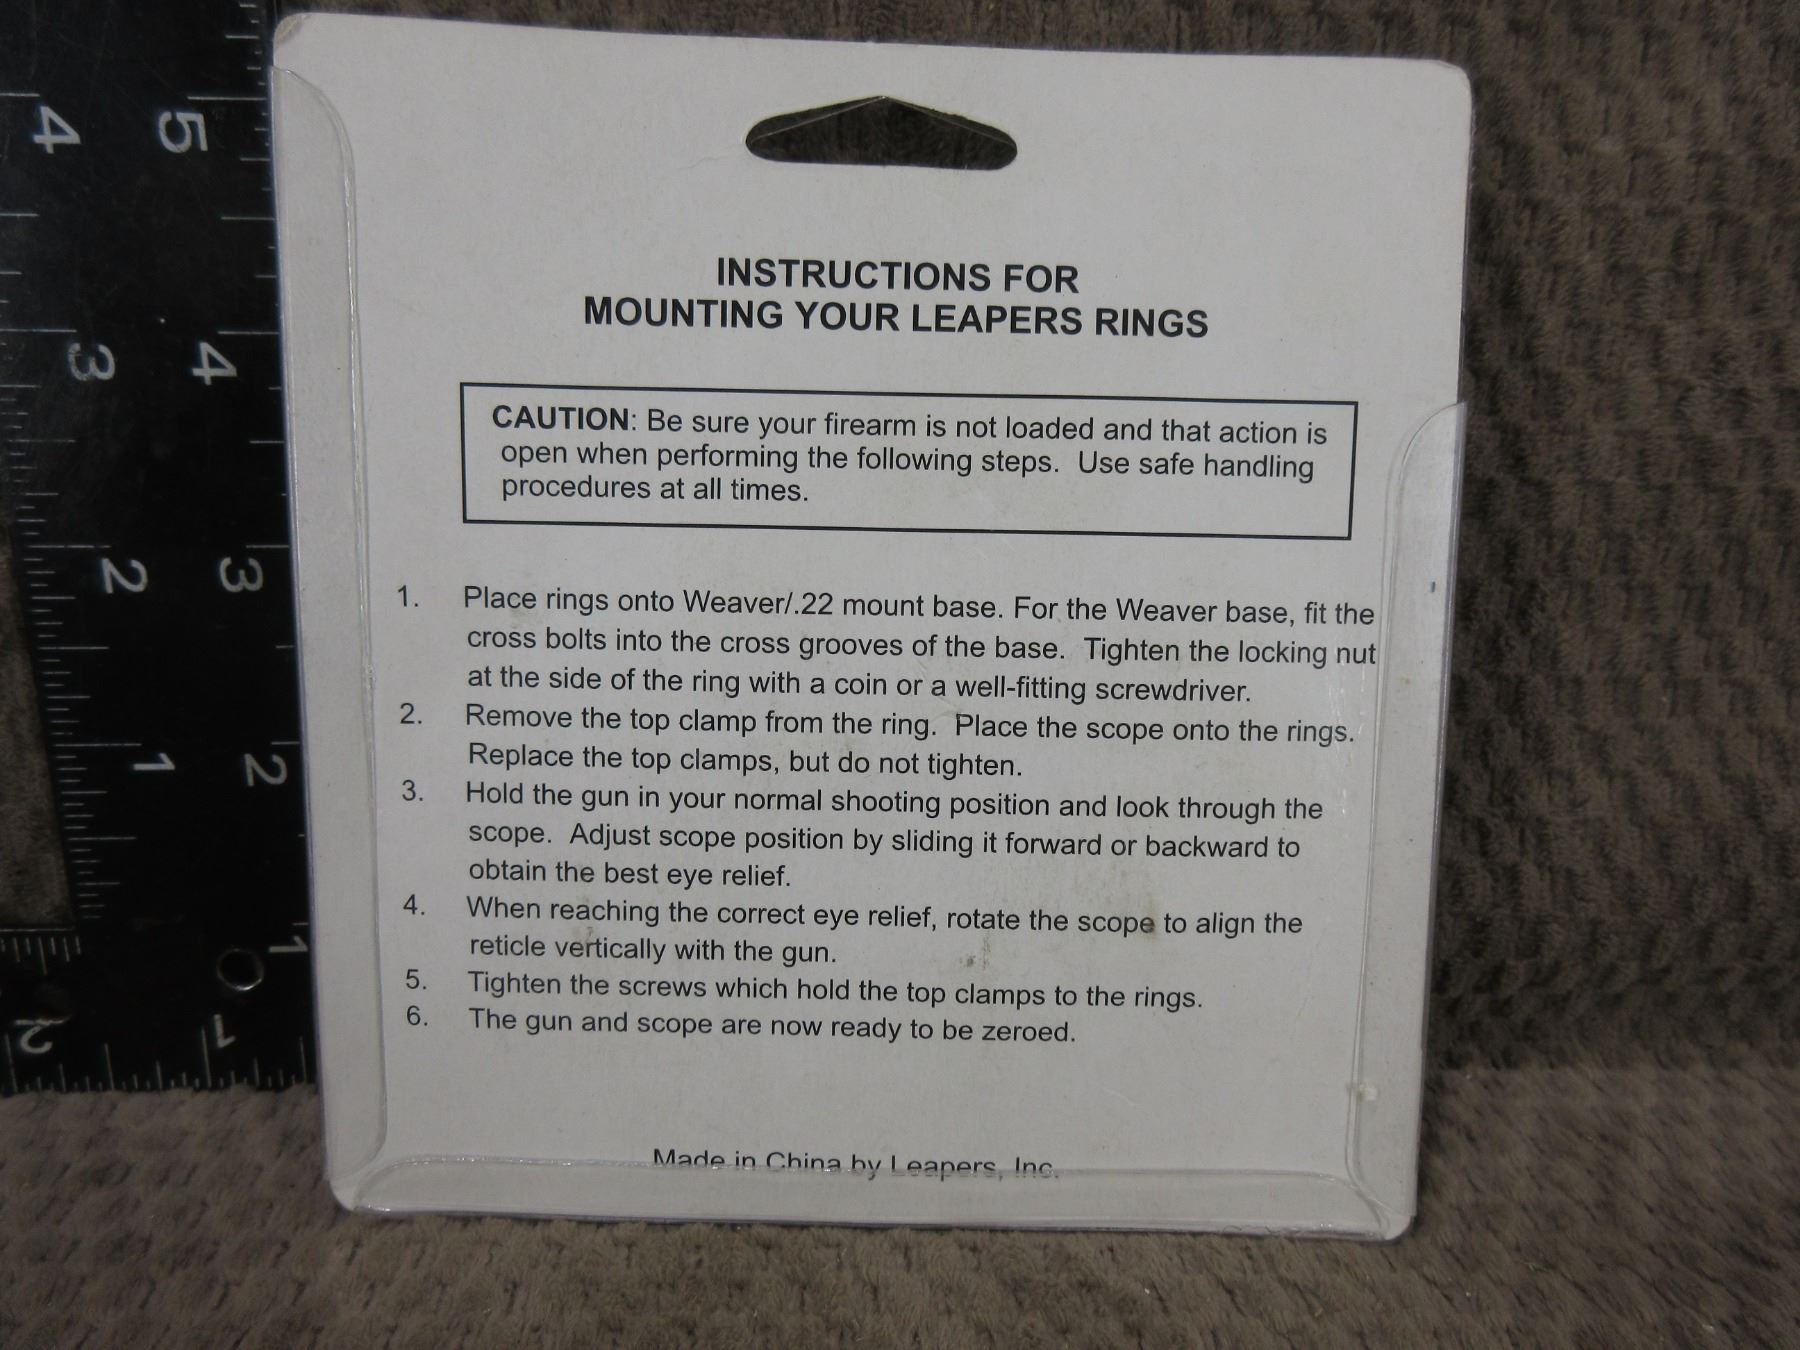 INSTRUCTIONS FOR
MOUNTING YOUR LEAPERS RINGS
CAUTION: Be sure your firearm is not loaded and that action is
open when performing the following steps.  Use safe handling
procedures at all times.
1. Place rings onto Weaver/.22 mount base. For the Weaver base, fit the
cross bolts into the cross grooves of the base.  Tighten the locking nut
at the side of the ring with a coin or a well-fitting screwdriver.
2. Remove the top clamp from the ring.  Place the scope onto the rings.
Replace the top clamps, but do not tighten.
3. Hold the gun in your normal shooting position and look through the
scope.  Adjust scope position by sliding it forward or backward to
obtain the best eye relief.
4. When reaching the correct eye relief, rotate the scope to align the
reticle vertically with the gun.
5. Tighten the screws which hold the top clamps to the rings.
6. The gun and scope are now ready to be zeroed.
Made in China by Leapers, Inc.
4 5
3 4
2 3
1 2
1
2 1